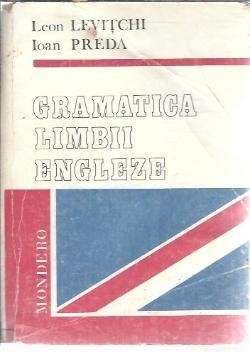 Leon LEVIȚCHI
Ioan PREDA
GRAMATICA
LIMBII
ENGLEZE
MONDERO